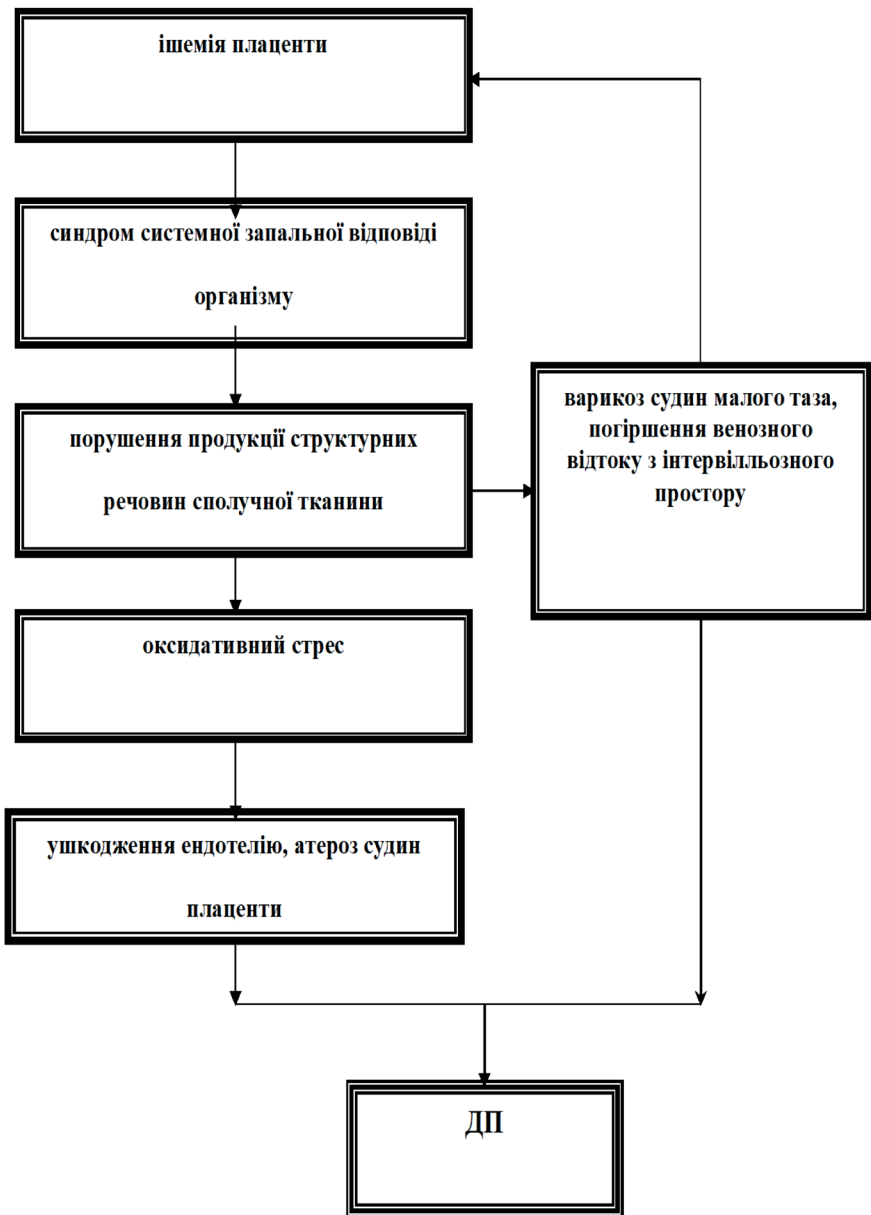 ішемія плаценти
синдром системної запальної відповіді
організму
порушення продукції структурних
речовин сполучної тканини
варикоз судин малого таза,
погіршення венозного
відтоку з інтервілльозного
простору
оксидативний стрес
ушкодження ендотелію, атероз судин
плаценти
ДП